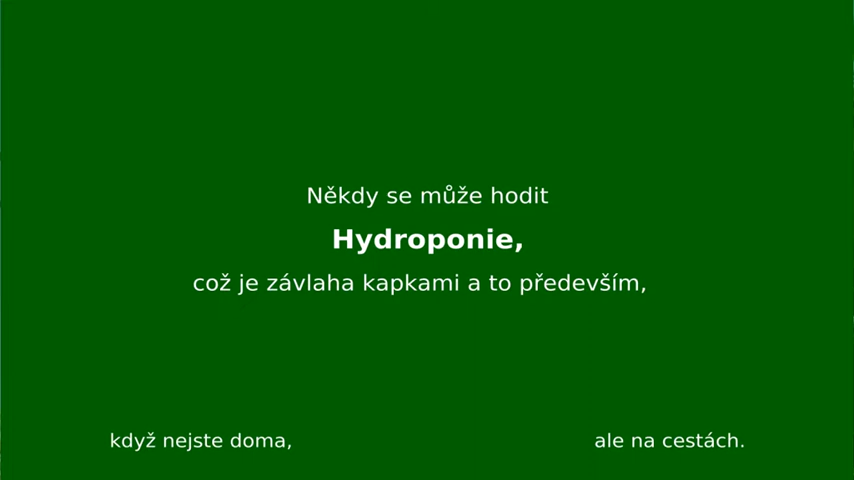 Někdy se může hodit
Hydroponie,
což je závlaha kapkami a to především,
když nejste doma,
ale na cestách.